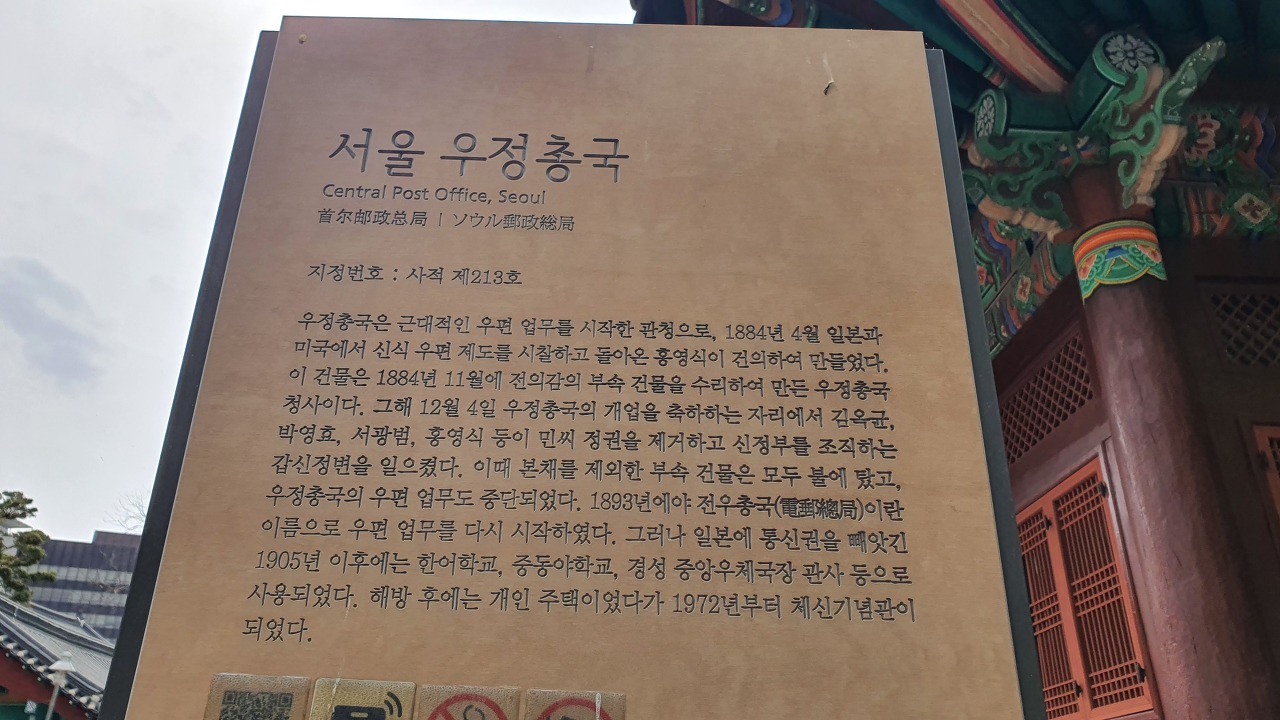 서울 우정총국
Central Post Office, Seoul
首尔邮政总局 | ソウル郵政総局
지정번호 : 사적 제213호
우정총국은 근대적인 우편 업무를 시작한 관청으로, 1884년 4월 일본과
미국에서 신식 우편 제도를 시찰하고 돌아온 홍영식이 건의하여 만들었다.
이 건물은 1884년 11월에 전의감의 부속 건물을 수리하여 만든 우정총국
청사이다. 그해 12월 4일 우정총국의 개업을 축하하는 자리에서 김옥균,
박영효, 서광범, 홍영식 등이 민씨 정권을 제거하고 신정부를 조직하는
갑신정변을 일으켰다. 이때 본채를 제외한 부속 건물은 모두 불에 탔고,
우정총국의 우편 업무도 중단되었다. 1893년에야 전우총국(電郵總局)이란
이름으로 우편 업무를 다시 시작하였다. 그러나 일본에 통신권을 빼앗긴
1905년 이후에는 한어학교, 중동야학교, 경성 중앙우체국장 관사 등으로
사용되었다. 해방 후에는 개인 주택이었다가 1972년부터 체신기념관이
되었다.